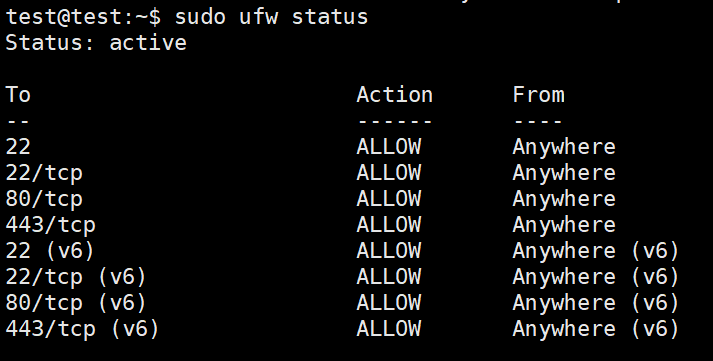 test@test:~$ sudo ufw status
Status: active
To Action From
-- ------ ----
22 ALLOW Anywhere
22/tcp ALLOW Anywhere
80/tcp ALLOW Anywhere
443/tcp ALLOW Anywhere
22 (v6) ALLOW Anywhere (v6)
22/tcp (v6) ALLOW Anywhere (v6)
80/tcp (v6) ALLOW Anywhere (v6)
443/tcp (v6) ALLOW Anywhere (v6)